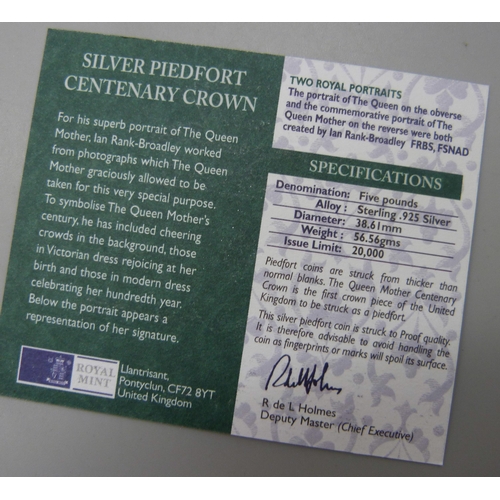 SILVER PIEDFORT
CENTENARY CROWN
For his superb portrait of The Queen
Mother, Ian Rank-Broadley worked
from photographs which The Queen
Mother graciously allowed to be
taken for this very special purpose.
To symbolise The Queen Mother's
century, he has included cheering
crowds in the background, those
in Victorian dress rejoicing at her
birth and those in modern dress
celebrating her hundredth year.
Below the portrait appears a
representation of her signature.
ROYAL
MINT
Llantrisant,
Pontyclun, CF72 8YT
United Kingdom
TWO ROYAL PORTRAITS
The portrait of The Queen on the obverse
and the commemorative portrait of The
Queen Mother on the reverse were both
created by Ian Rank-Broadley FRBS, FSNAD
SPECIFICATIONS
Denomination: Five pounds
Alloy : Sterling .925 Silver
Diameter: 38.61mm
Weight : 56.56gms
Issue Limit: 20,000
Piedfort coins are struck from thicker than
normal blanks. The Queen Mother Centenary
Crown is the first crown piece of the United
Kingdom to be struck as a piedfort.
This silver piedfort coin is struck to Proof quality.
It is therefore advisable to avoid handling the
coin as fingerprints or marks will spoil its surface.
R de L Holmes
Deputy Master (Chief Executive)